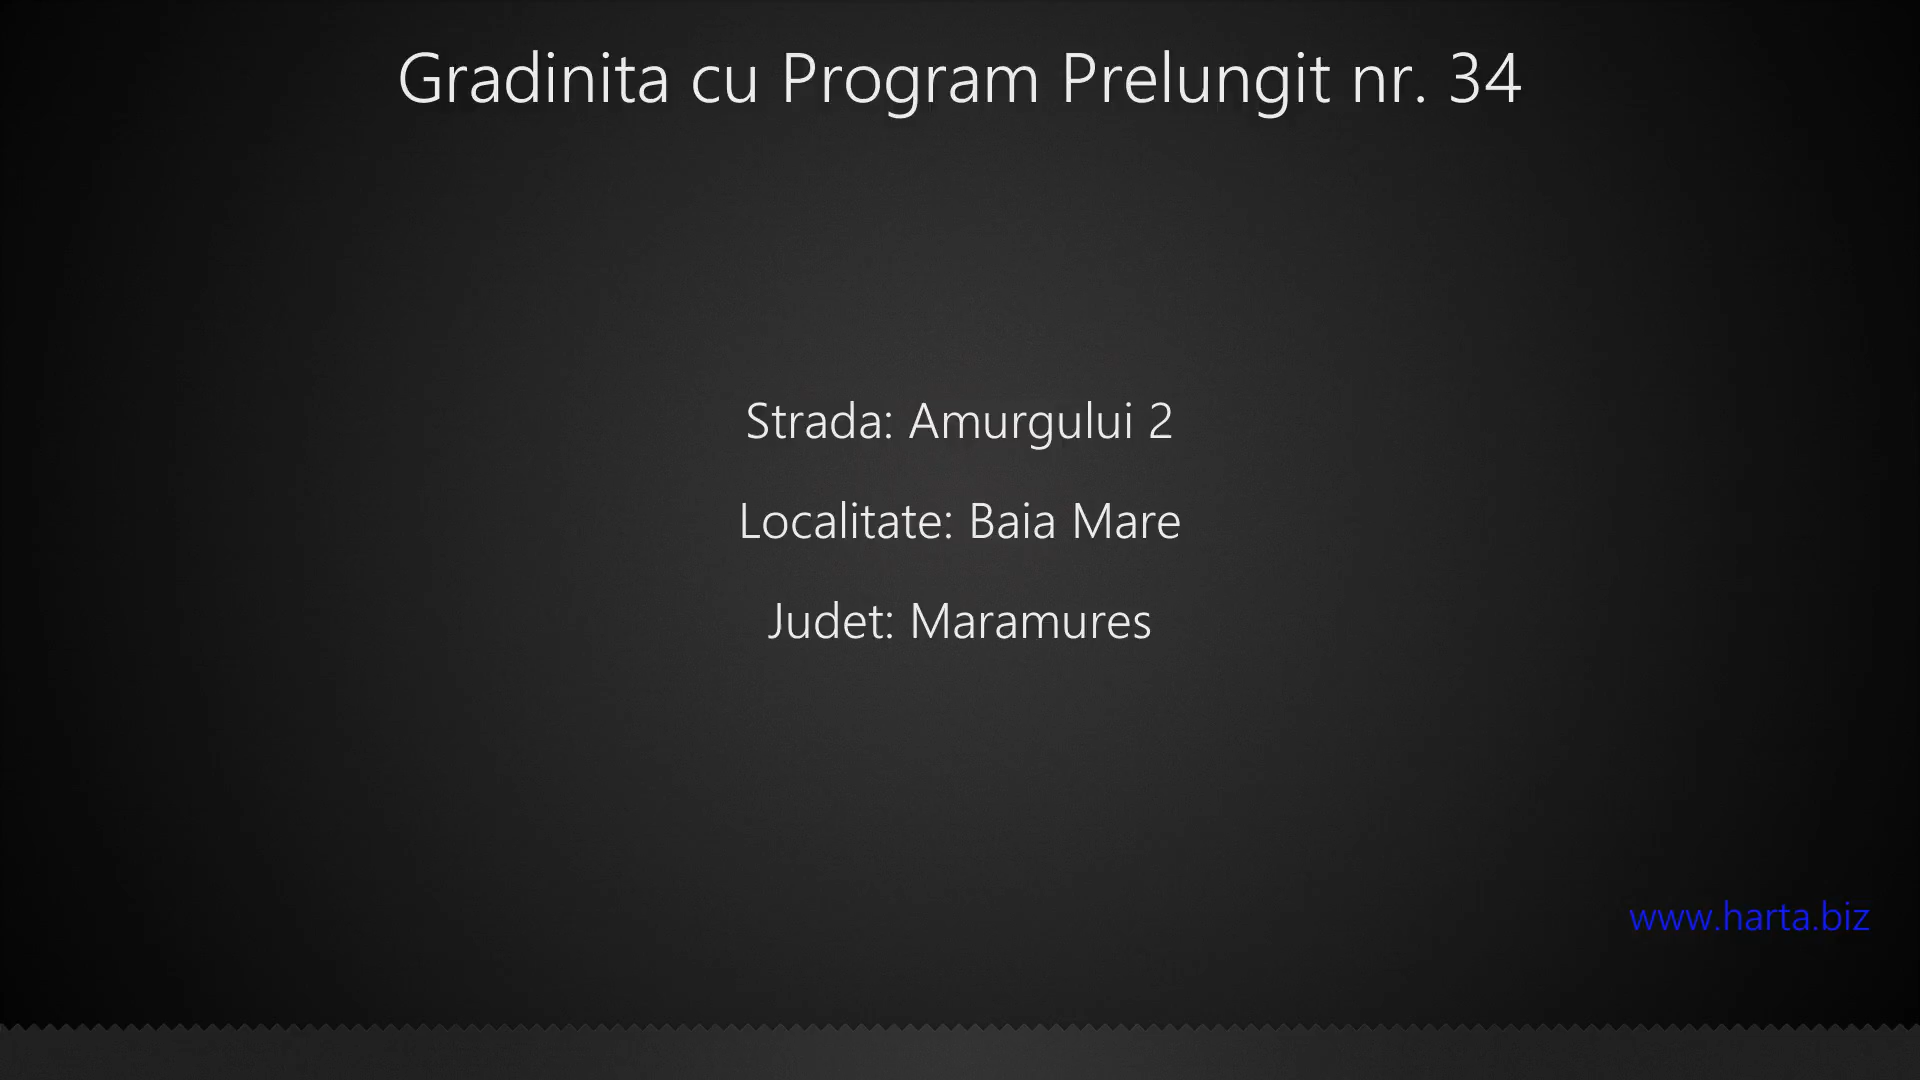 Gradinita cu Program Prelungit nr. 34
Strada: Amurgului 2
Localitate: Baia Mare
Judet: Maramures
www.harta.biz